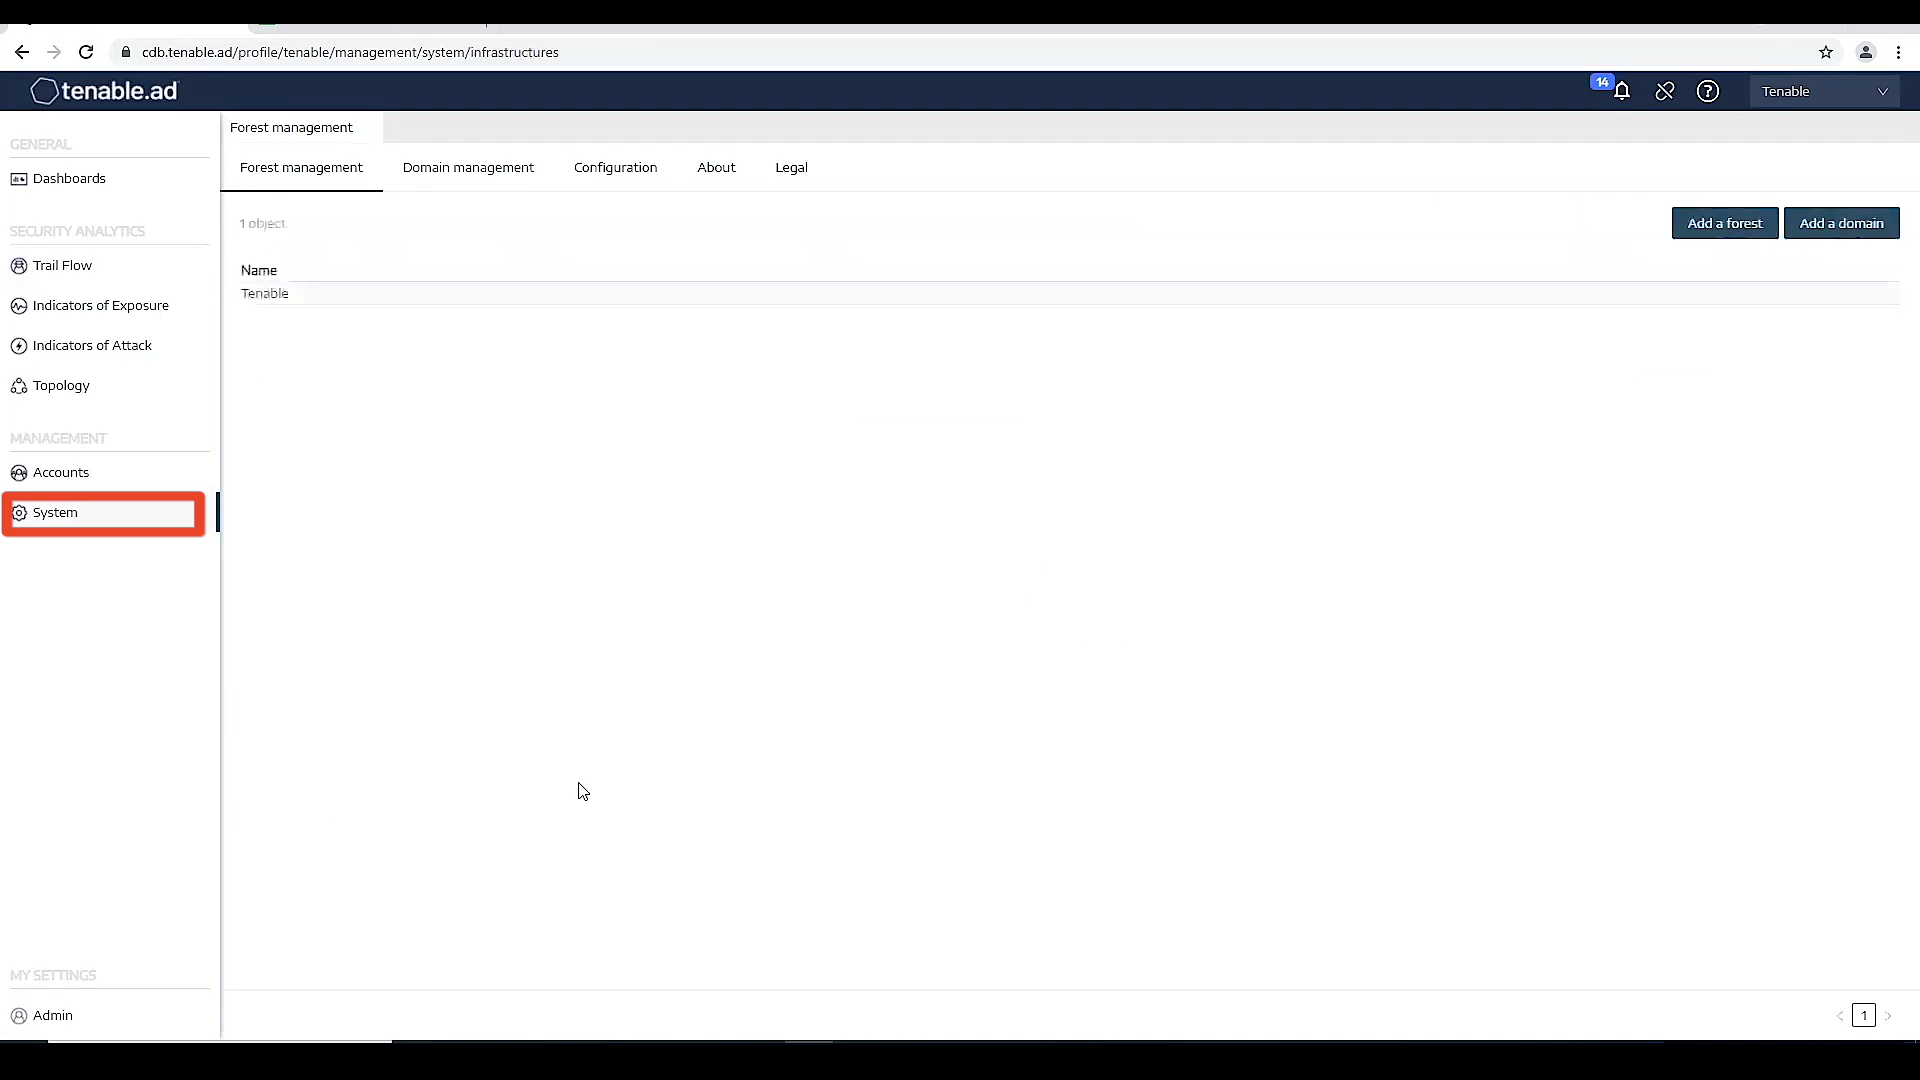 cdb.tenable.ad/profile/tenable/management/system/infrastructures
tenable.ad
14
Tenable
GENERAL
Dashboards
SECURITY ANALYTICS
Trail Flow
Indicators of Exposure
Indicators of Attack
Topology
MANAGEMENT
Accounts
System
MY SETTINGS
Admin
Forest management
Forest management Domain management Configuration About Legal
1 object
Add a forest Add a domain
Name
Tenable
1